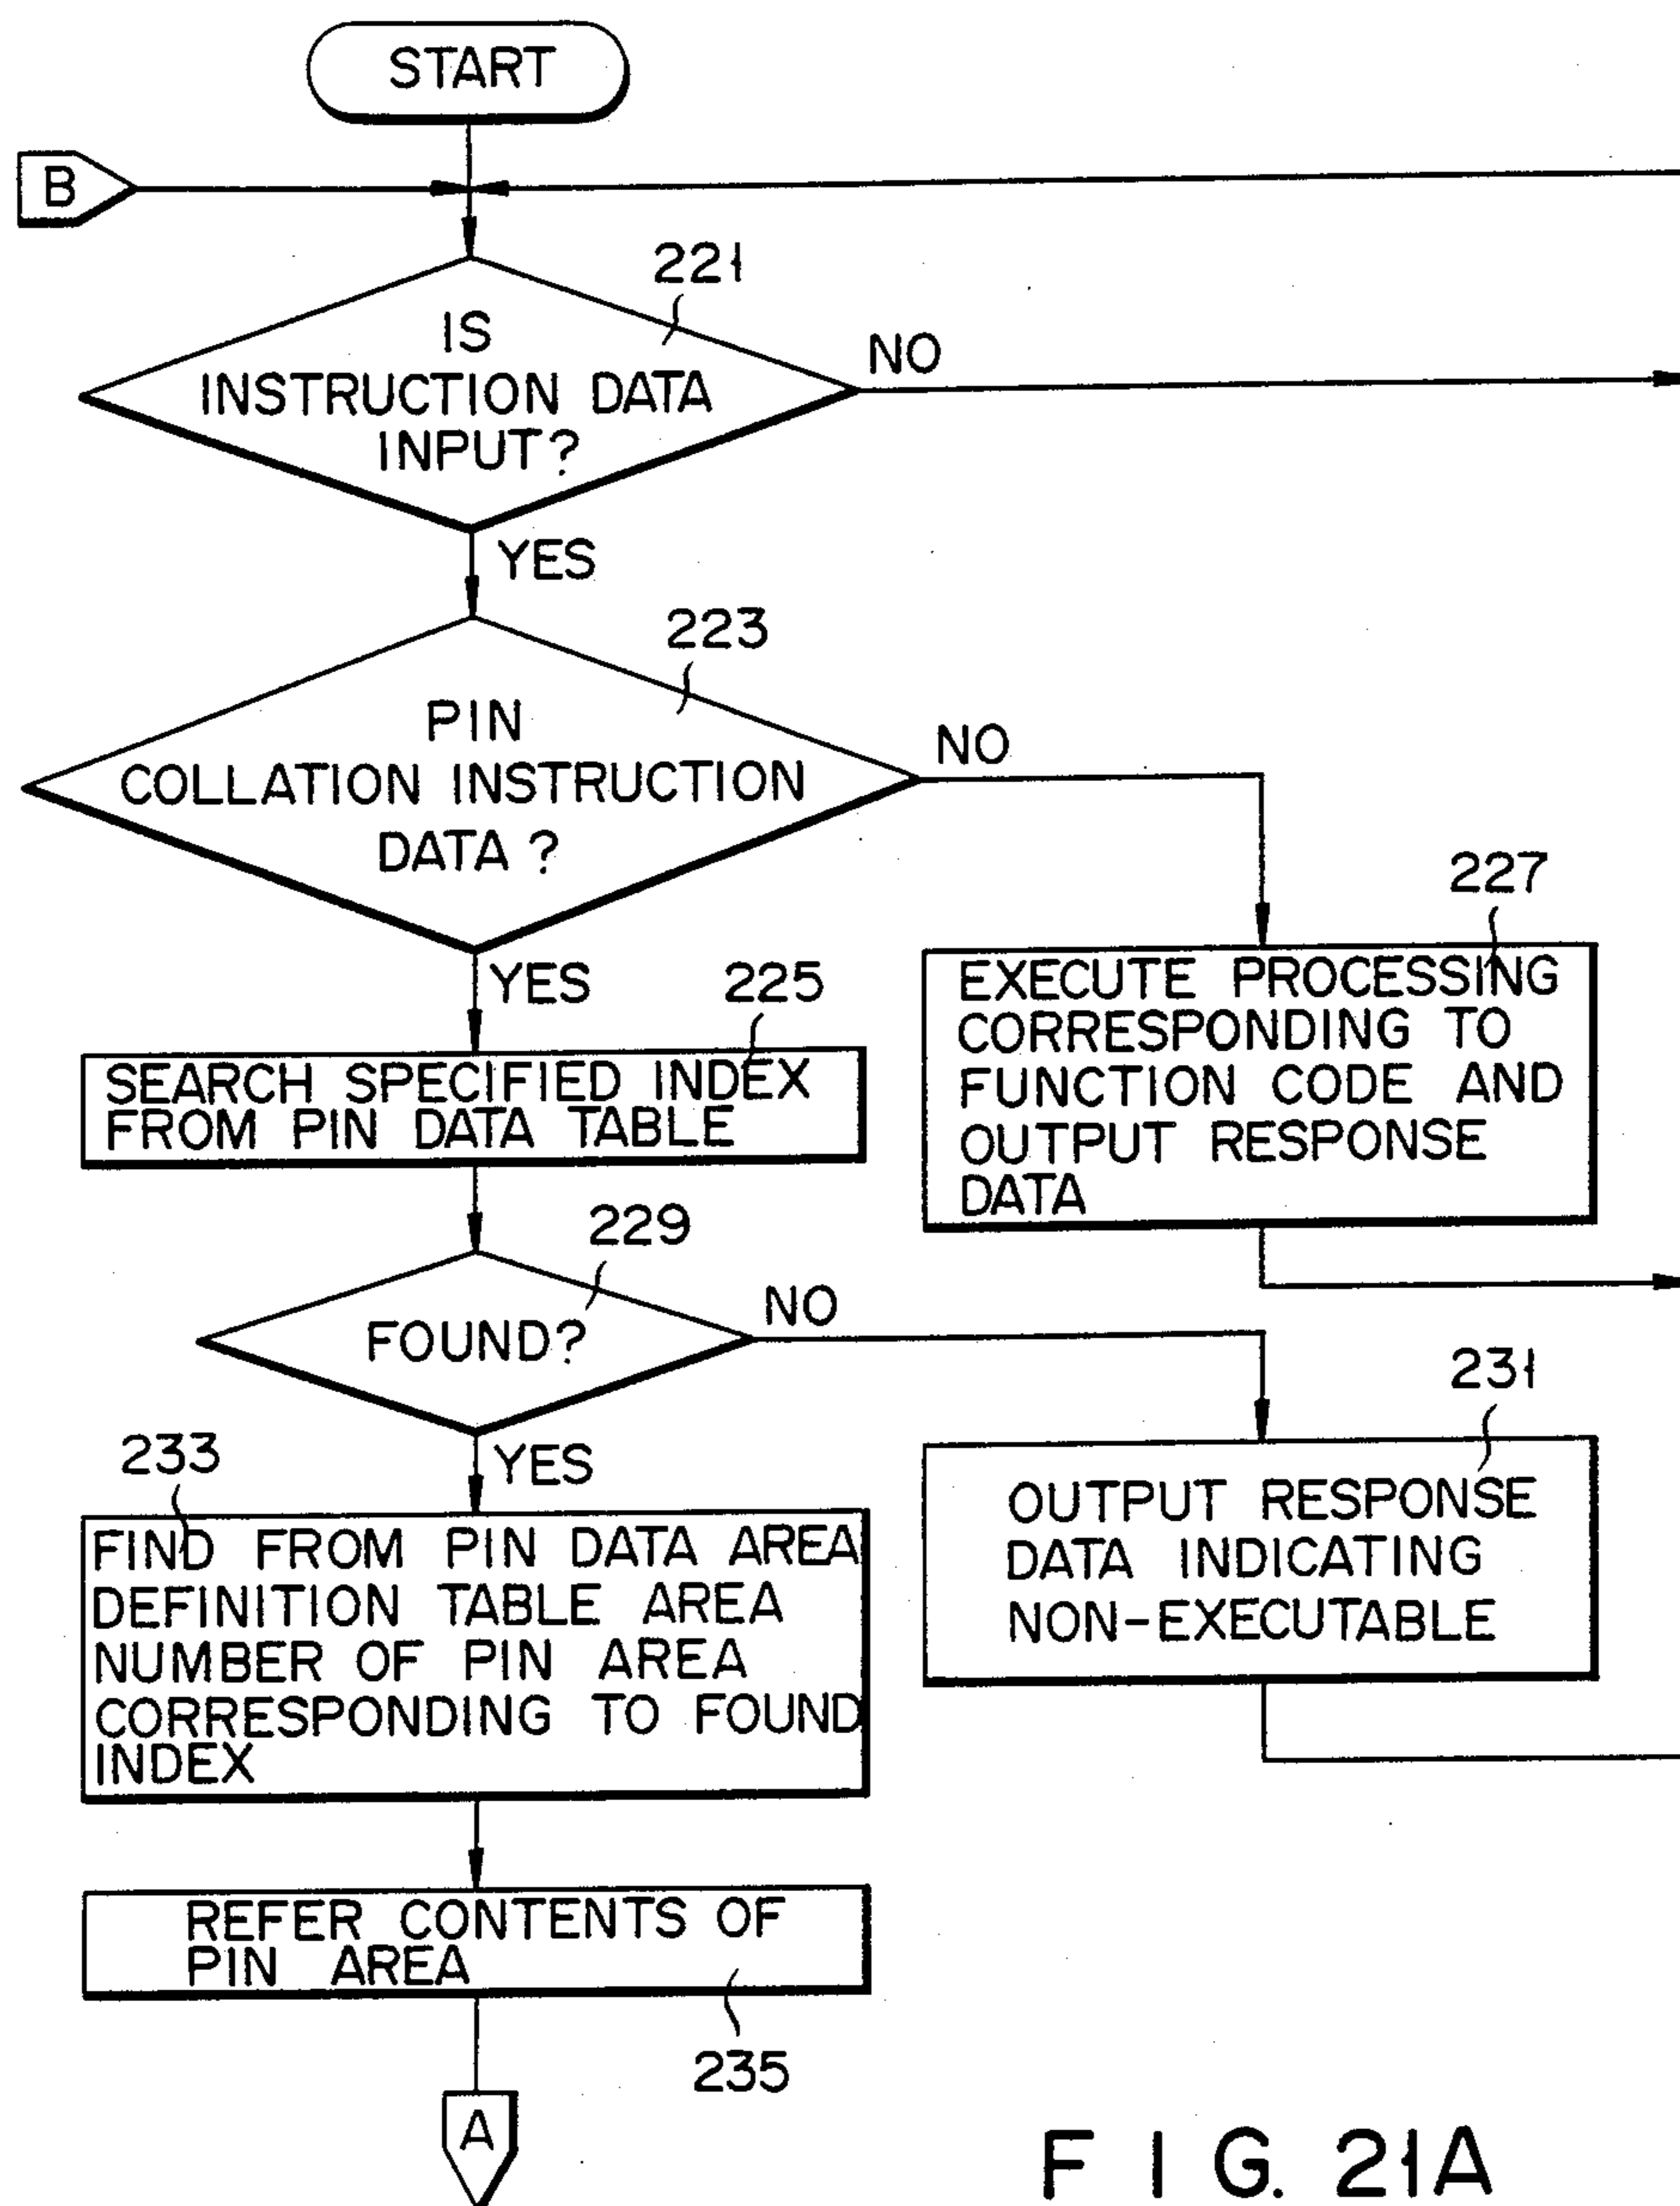 START
B
221
IS
INSTRUCTION DATA
INPUT?
NO
YES
223
PIN
COLLATION INSTRUCTION
DATA ?
NO
YES
225
SEARCH SPECIFIED INDEX
FROM PIN DATA TABLE
227
EXECUTE PROCESSING
CORRESPONDING TO
FUNCTION CODE AND
OUTPUT RESPONSE
DATA
229
FOUND?
NO
YES
231
OUTPUT RESPONSE
DATA INDICATING
NON-EXECUTABLE
233
FIND FROM PIN DATA AREA
DEFINITION TABLE AREA
NUMBER OF PIN AREA
CORRESPONDING TO FOUND
INDEX
REFER CONTENTS OF
PIN AREA
235
A
F I G. 21A